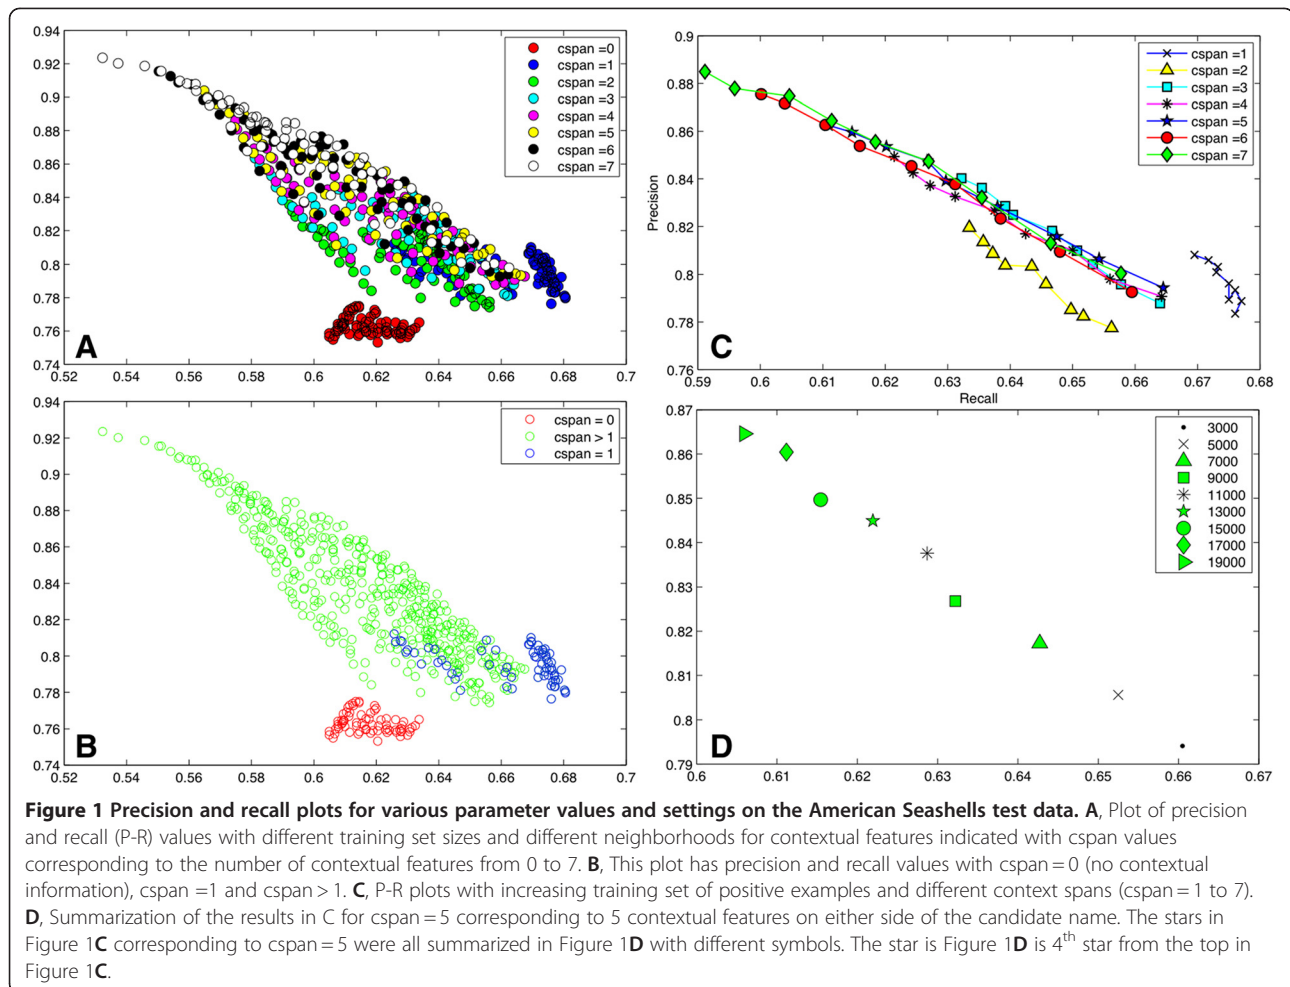 0.94
0.92
0.9
0.88
0.86
0.84
0.82
0.8
0.78
0.76
0.74
0.52 0.54 0.56 0.58 0.6 0.62 0.64 0.66 0.68 0.7
cspan =0
cspan =1
cspan =2
cspan =3
cspan =4
cspan =5
cspan =6
cspan =7
A
0.9
0.88
0.86
0.84
0.82
0.8
0.78
0.76
Precision
0.59 0.6 0.61 0.62 0.63 0.64 0.65 0.66 0.67 0.68
Recall
cspan =1
cspan =2
cspan =3
cspan =4
cspan =5
cspan =6
cspan =7
C
0.94
0.92
0.9
0.88
0.86
0.84
0.82
0.8
0.78
0.76
0.74
0.52 0.54 0.56 0.58 0.6 0.62 0.64 0.66 0.68 0.7
cspan = 0
cspan > 1
cspan = 1
B
0.87
0.86
0.85
0.84
0.83
0.82
0.81
0.8
0.79
0.6 0.61 0.62 0.63 0.64 0.65 0.66 0.67
3000
5000
7000
9000
11000
13000
15000
17000
19000
D
Figure 1 Precision and recall plots for various parameter values and settings on the American Seashells test data. A, Plot of precision
and recall (P-R) values with different training set sizes and different neighborhoods for contextual features indicated with cspan values
corresponding to the number of contextual features from 0 to 7. B, This plot has precision and recall values with cspan = 0 (no contextual
information), cspan =1 and cspan > 1. C, P-R plots with increasing training set of positive examples and different context spans (cspan = 1 to 7).
D, Summarization of the results in C for cspan = 5 corresponding to 5 contextual features on either side of the candidate name. The stars in
Figure 1C corresponding to cspan = 5 were all summarized in Figure 1D with different symbols. The star is Figure 1D is 4th star from the top in
Figure 1C.